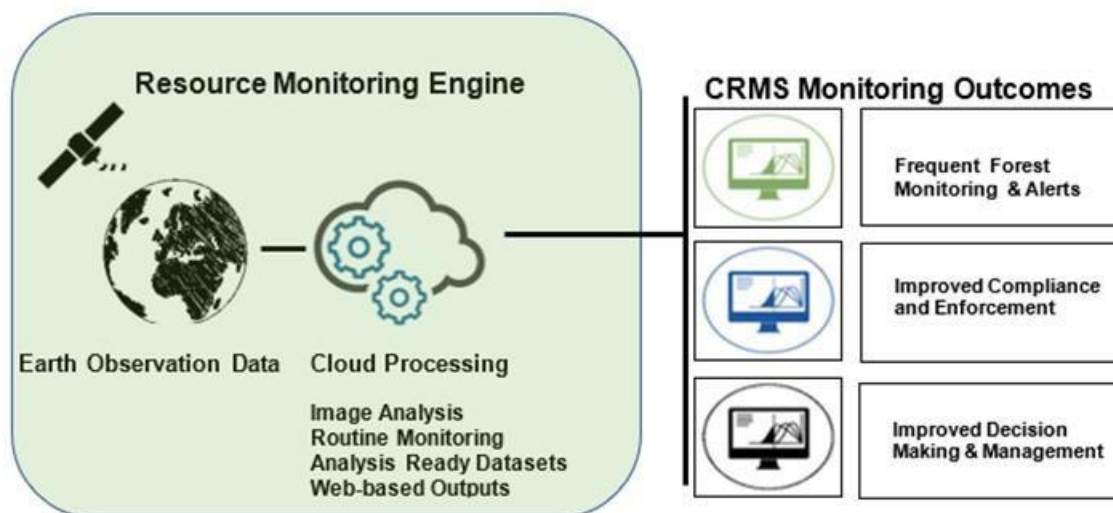 Resource Monitoring Engine
Earth Observation Data
Cloud Processing
Image Analysis
Routine Monitoring
Analysis Ready Datasets
Web-based Outputs
CRMS Monitoring Outcomes
Frequent Forest
Monitoring & Alerts
Improved Compliance
and Enforcement
Improved Decision
Making & Management